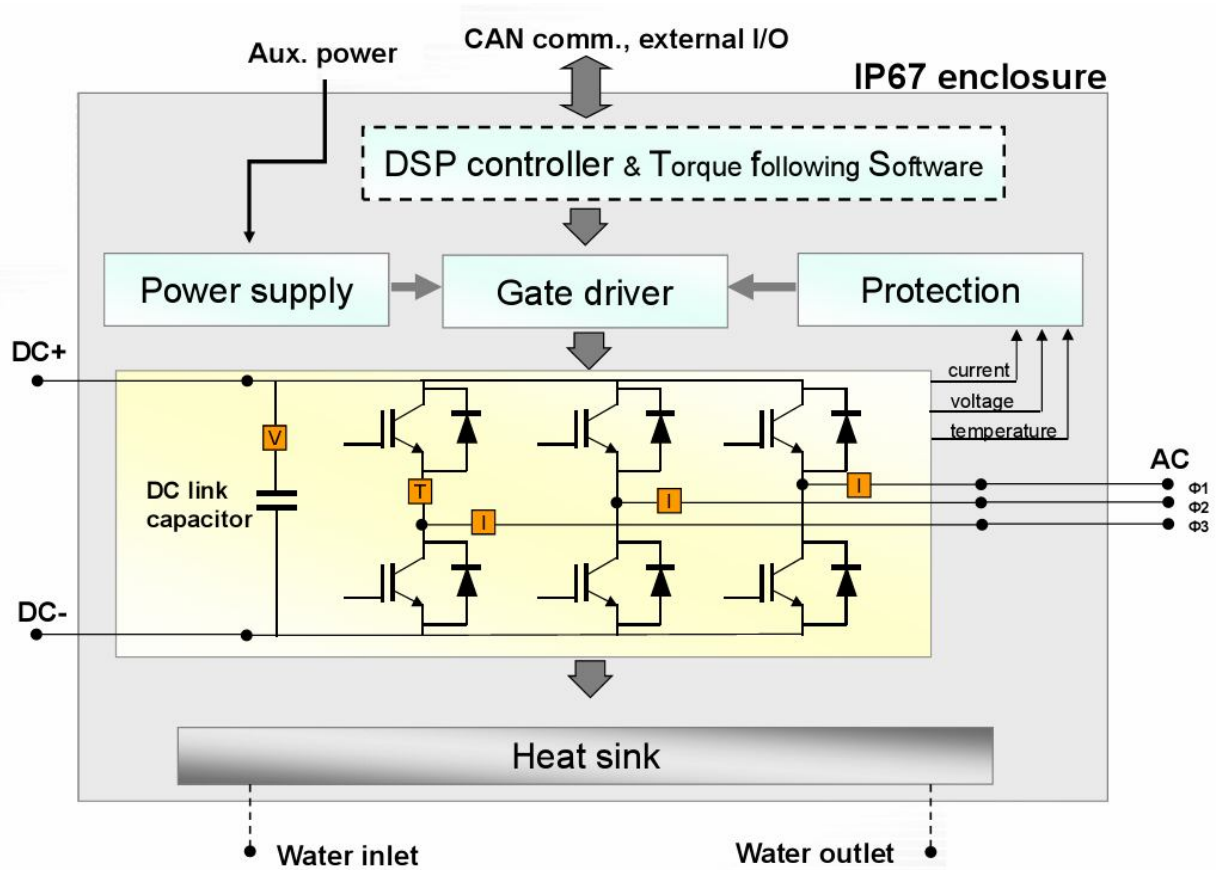 CAN comm., external I/O
Aux. power
IP67 enclosure
DSP controller & Torque following Software
Power supply
Gate driver
Protection
DC+
current
voltage
temperature
V
DC link
capacitor
T
I
I
I
AC
Φ1
Φ2
Φ3
DC-
Heat sink
Water inlet
Water outlet